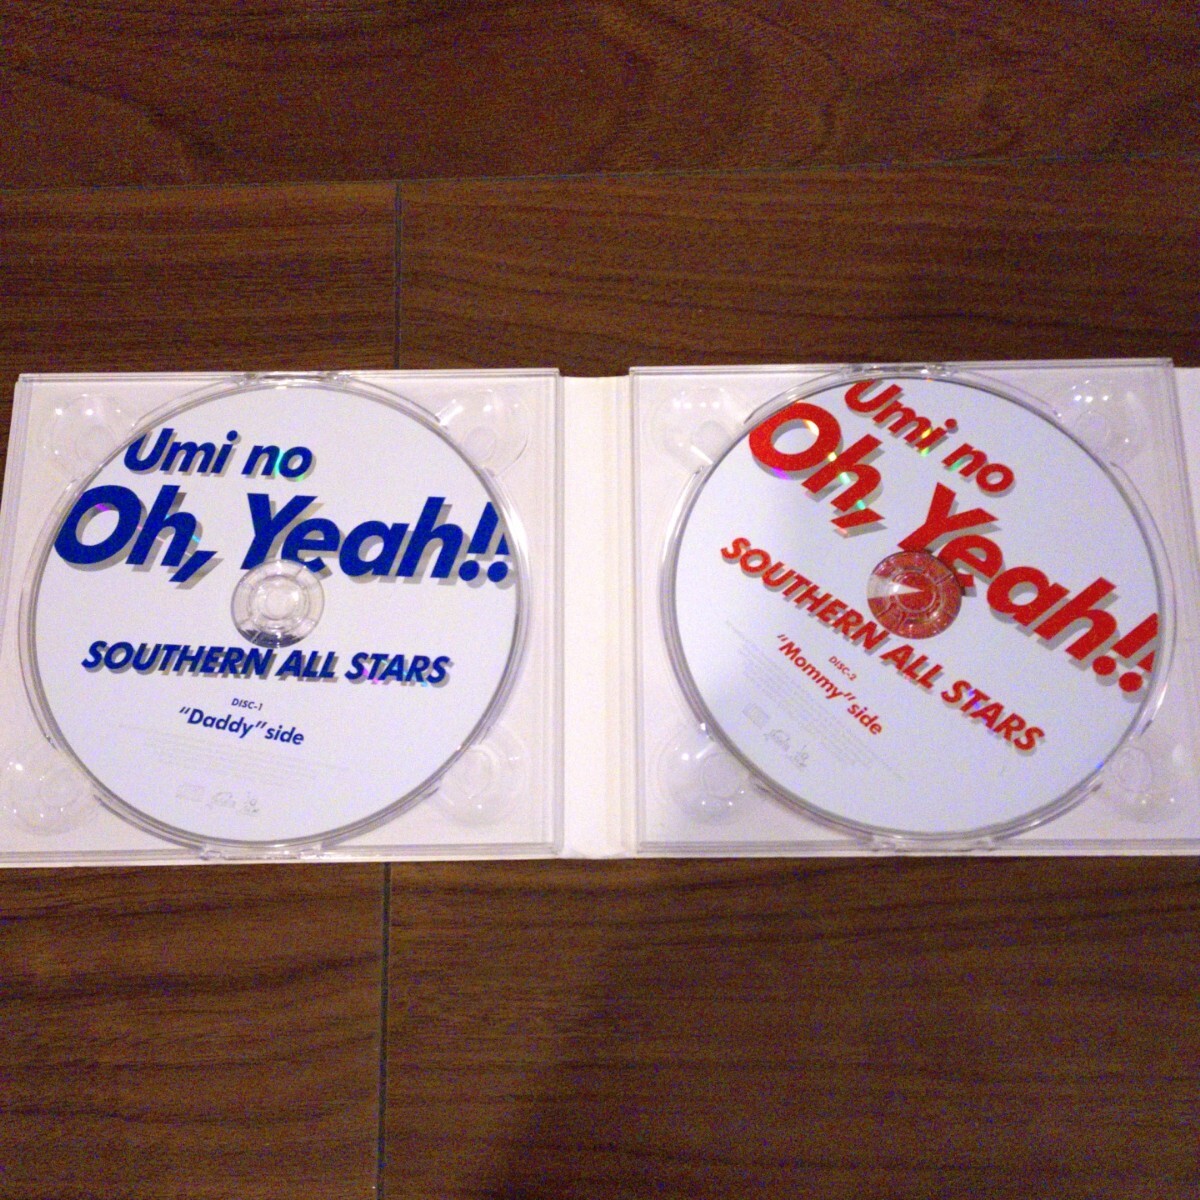 Umi no
Oh, Yeah!!
SOUTHERN ALL STARS
DISC-1
"Daddy" side
Umi no
Oh, Yeah!!
SOUTHERN ALL STARS
DISC-2
"Mommy" side